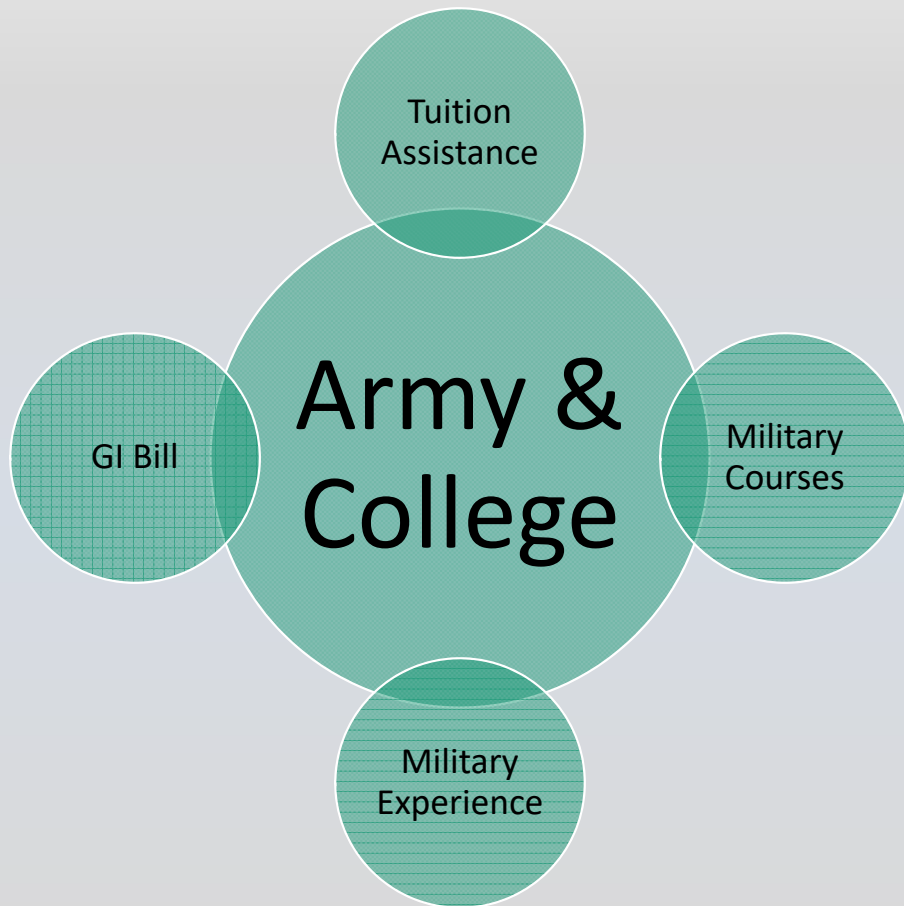 Tuition
Assistance
Army &
College
GI Bill
Military
Courses
Military
Experience